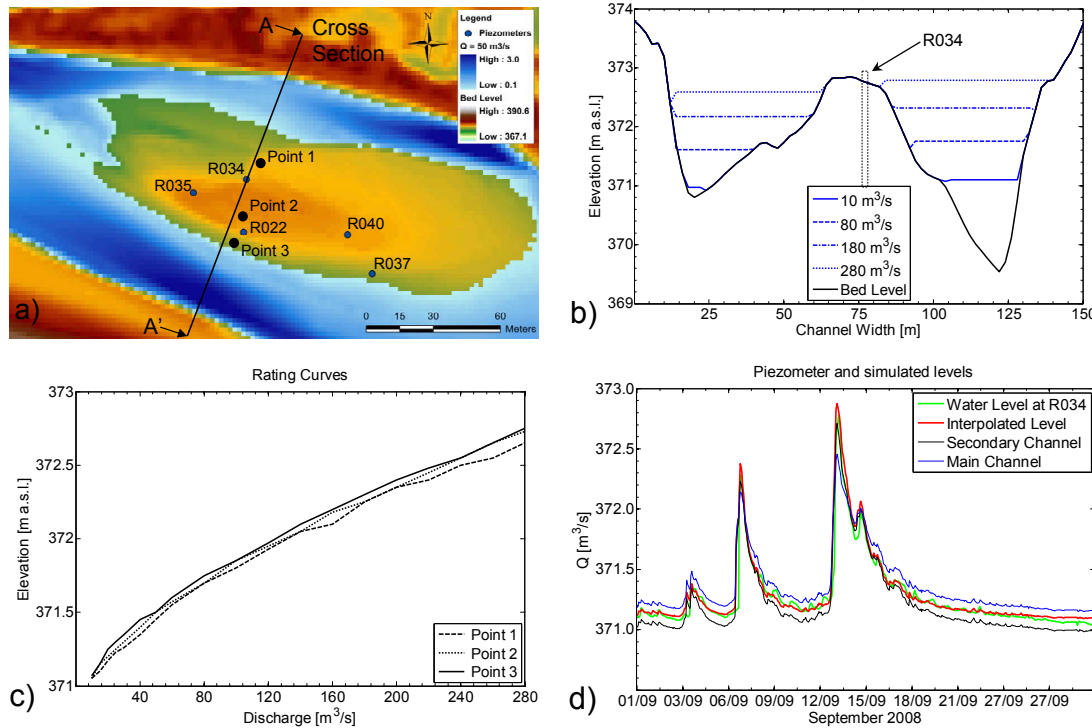 A
Cross
Section
N
Legend
Piezometers
Q = 50 m3/s
High : 3.0
Low : 0.1
Bed Level
High : 390.6
Low : 367.1
Point 1
R034
R035
Point 2
R022
R040
Point 3
R037
A'
0 15 30 60
Meters
a)
374
373
372
371
370
369
Elevation [m a.s.l.]
R034
10 m³/s
80 m³/s
180 m³/s
280 m³/s
Bed Level
25 50 75 100 125 150
Channel Width [m]
b)
Rating Curves
373
372.5
372
371.5
371
Elevation [m a.s.l.]
Point 1
Point 2
Point 3
40 80 120 160 200 240 280
Discharge [m³/s]
c)
Piezometer and simulated levels
373.0
372.5
372.0
371.5
371.0
Q [m³/s]
Water Level at R034
Interpolated Level
Secondary Channel
Main Channel
01/09 03/09 06/09 09/09 12/09 15/09 18/09 21/09 27/09 27/09
September 2008
d)